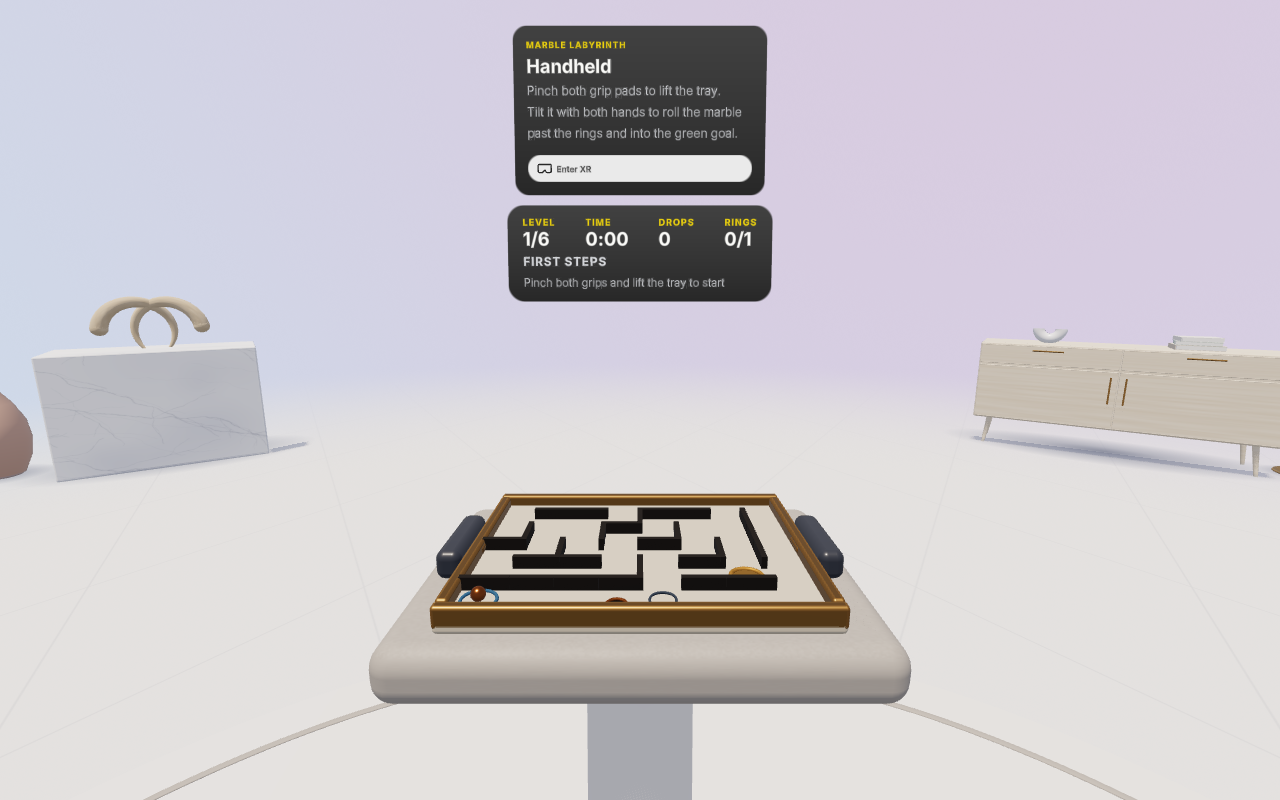 MARBLE LABYRINTH
Handheld
Pinch both grip pads to lift the tray.
Tilt it with both hands to roll the marble
past the rings and into the green goal.
Enter XR
LEVEL TIME DROPS RINGS
1/6 0:00 0 0/1
FIRST STEPS
Pinch both grips and lift the tray to start